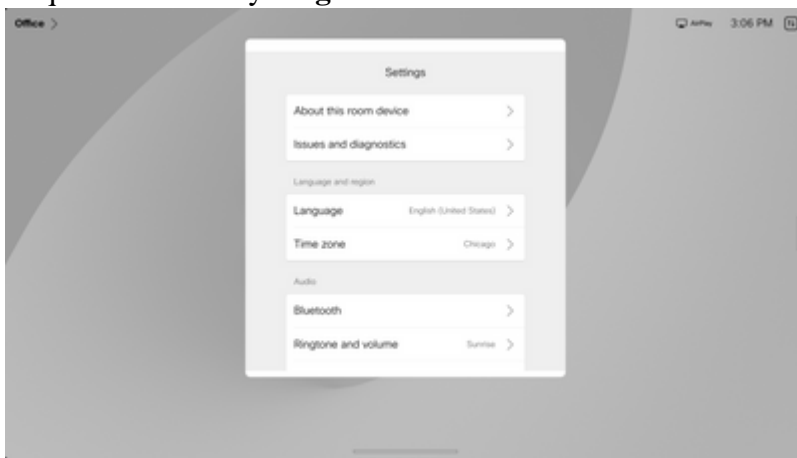 Office
AirPlay 3:06 PM
Settings
About this room device
Issues and diagnostics
Language and region
Language English (United States)
Time zone Chicago
Audio
Bluetooth
Ringtone and volume Sunrise